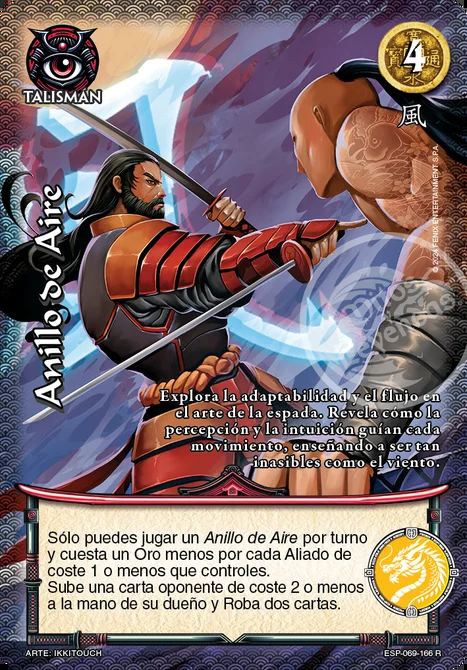 TALISMAN
4
風
Anillo de Aire
© 2024 FENIX ENTERTAINMENT S.P.A.
Explora la adaptabilidad y el flujo en
el arte de la espada. Revela cómo la
percepción y la intuición guían cada
movimiento, enseñando a ser tan
inasibles como el viento.
Sólo puedes jugar un Anillo de Aire por turno
y cuesta un Oro menos por cada Aliado de
coste 1 o menos que controles.
Sube una carta oponente de coste 2 o menos
a la mano de su dueño y Roba dos cartas.
ARTE: IKKITOUCH
ESP-069-166 R